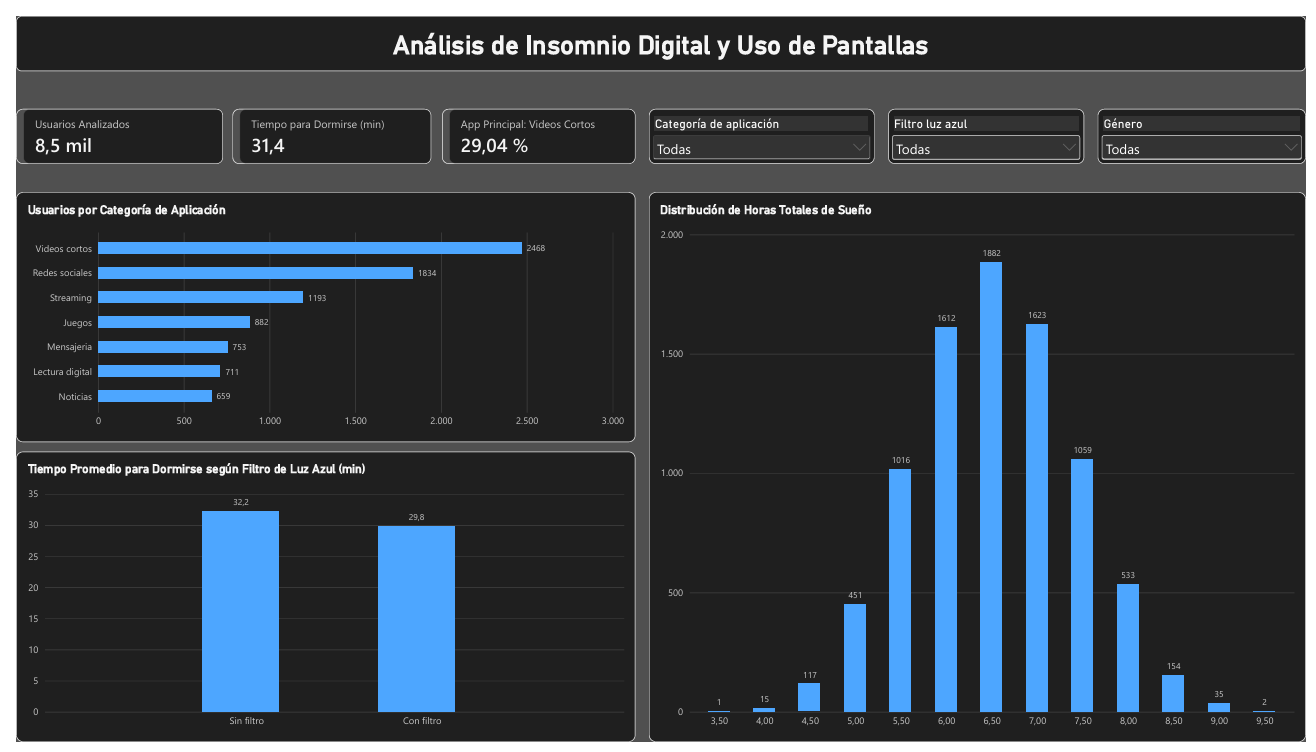 Análisis de Insomnio Digital y Uso de Pantallas
Usuarios Analizados
8,5 mil
Tiempo para Dormirse (min)
31,4
App Principal: Videos Cortos
29,04 %
Categoría de aplicación
Todas
Filtro luz azul
Todas
Género
Todas
Usuarios por Categoría de Aplicación
Videos cortos 2468
Redes sociales 1834
Streaming 1193
Juegos 882
Mensajeria 753
Lectura digital 711
Noticias 659
0 500 1.000 1.500 2.000 2.500 3.000
Tiempo Promedio para Dormirse según Filtro de Luz Azul (min)
35
30
25
20
15
10
5
0
32,2 29,8
Sin filtro Con filtro
Distribución de Horas Totales de Sueño
2.000
1.500
1.000
500
0
1 15 117 451 1016 1612 1882 1623 1059 533 154 35 2
3,50 4,00 4,50 5,00 5,50 6,00 6,50 7,00 7,50 8,00 8,50 9,00 9,50